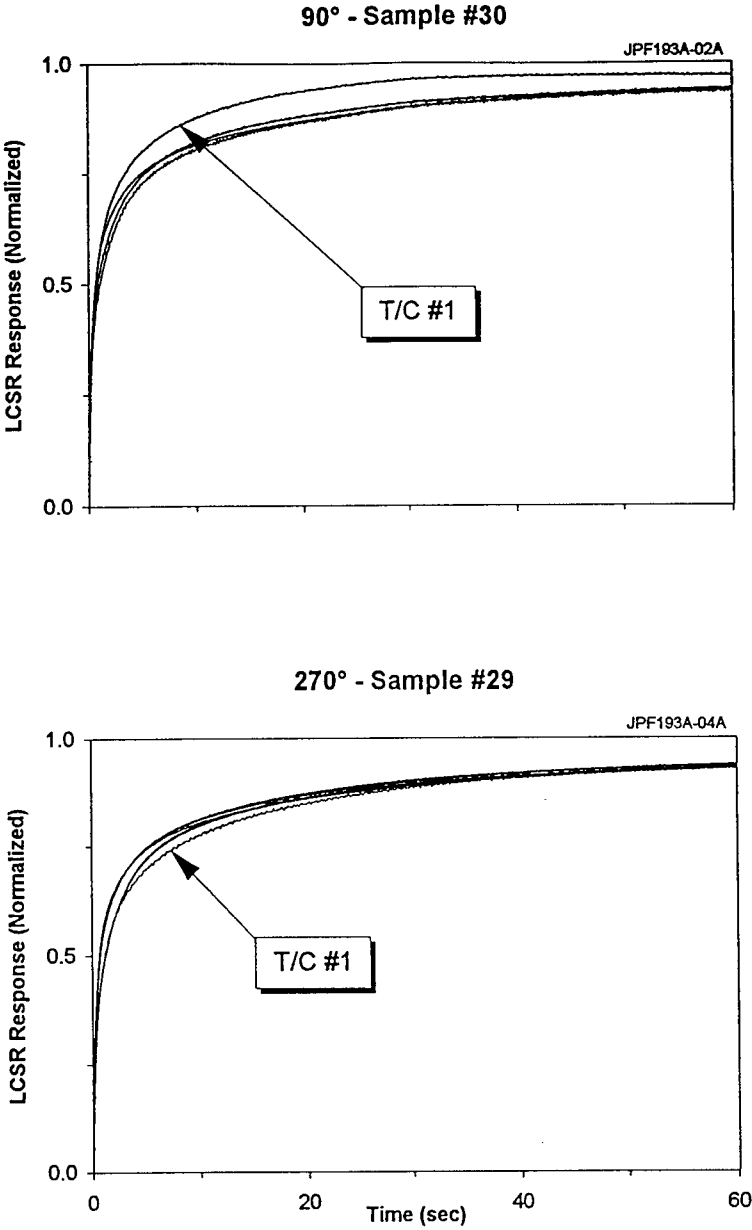 90° - Sample #30
JPF193A-02A
1.0
0.5
0.0
LCSR Response (Normalized)
T/C #1
270° - Sample #29
JPF193A-04A
1.0
0.5
0.0
LCSR Response (Normalized)
T/C #1
0
20
40
60
Time (sec)